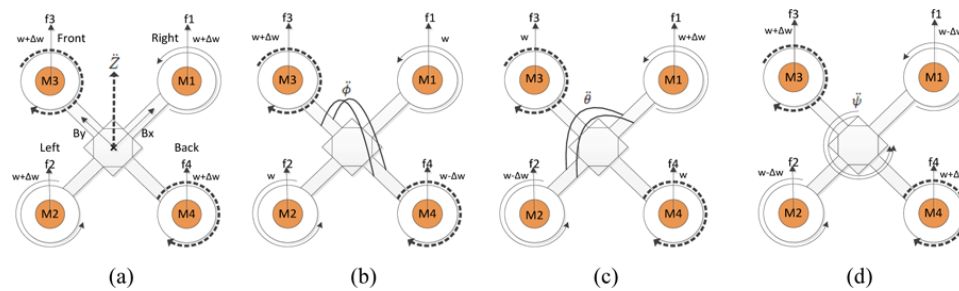 f3
f1
w+Δw
Front
Right
w+Δw
Z̈
M3
M1
By
Bx
Left
Back
f2
f4
w+Δw
w+Δw
M2
M4
(a)
f3
f1
w+Δw
w
M3
ϕ̈
M1
f2
f4
w
w-Δw
M2
M4
(b)
f3
f1
w
w+Δw
M3
θ̈
M1
f2
f4
w-Δw
w
M2
M4
(c)
f3
f1
w+Δw
w-Δw
M3
ψ̈
M1
f2
f4
w-Δw
w+Δw
M2
M4
(d)